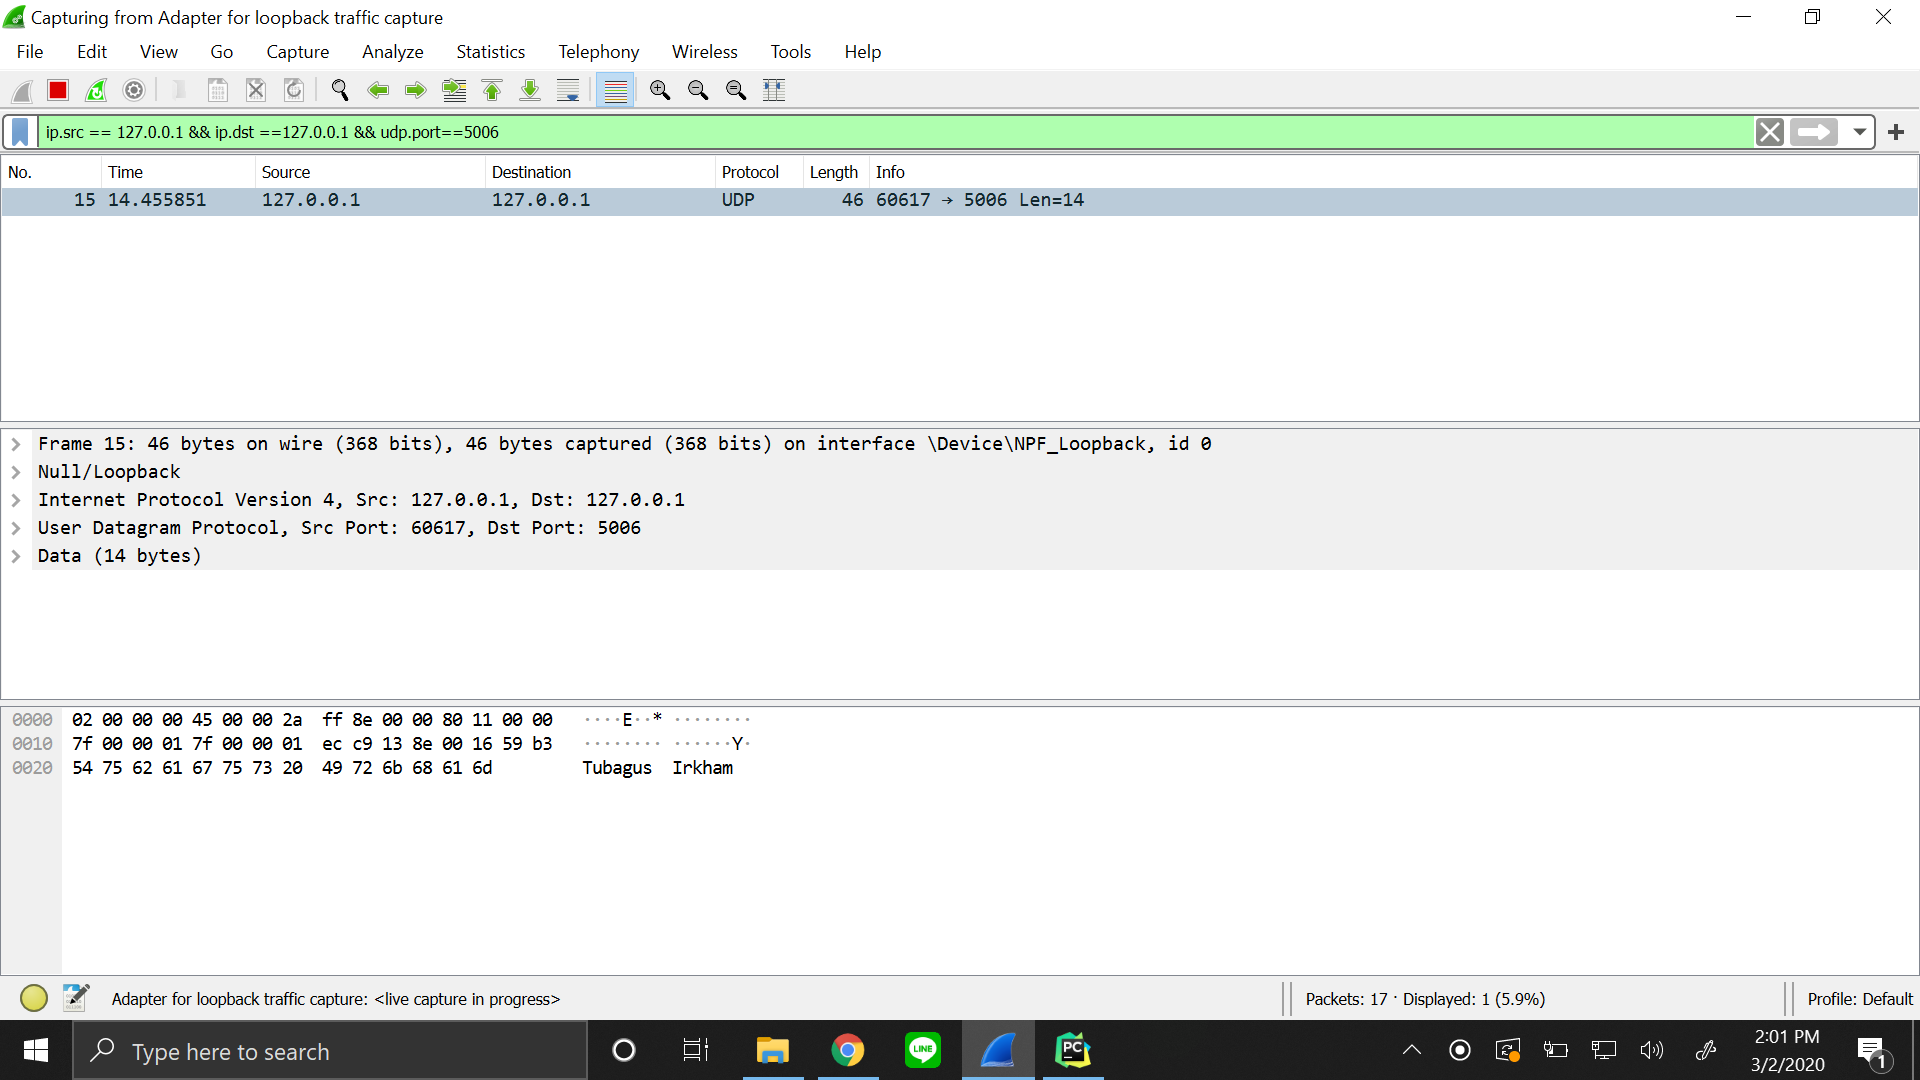 Capturing from Adapter for loopback traffic capture
File Edit View Go Capture Analyze Statistics Telephony Wireless Tools Help
ip.src == 127.0.0.1 && ip.dst ==127.0.0.1 && udp.port==5006
No. Time Source Destination Protocol Length Info
15 14.455851 127.0.0.1 127.0.0.1 UDP 46 60617 → 5006 Len=14
Frame 15: 46 bytes on wire (368 bits), 46 bytes captured (368 bits) on interface \Device\NPF_Loopback, id 0
Null/Loopback
Internet Protocol Version 4, Src: 127.0.0.1, Dst: 127.0.0.1
User Datagram Protocol, Src Port: 60617, Dst Port: 5006
Data (14 bytes)
0000 02 00 00 00 45 00 00 2a ff 8e 00 00 80 11 00 00 ····E··* ········
0010 7f 00 00 01 7f 00 00 01 ec c9 13 8e 00 16 59 b3 ········ ······Y·
0020 54 75 62 61 67 75 73 20 49 72 6b 68 61 6d Tubagus Irkham
Adapter for loopback traffic capture: <live capture in progress> Packets: 17 · Displayed: 1 (5.9%) Profile: Default
Type here to search LINE PC 2:01 PM
3/2/2020 1